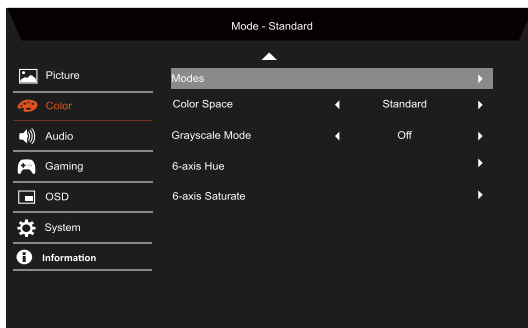 Mode - Standard
Picture
Color
Audio
Gaming
OSD
System
Information
Modes
Color Space Standard
Grayscale Mode Off
6-axis Hue
6-axis Saturate